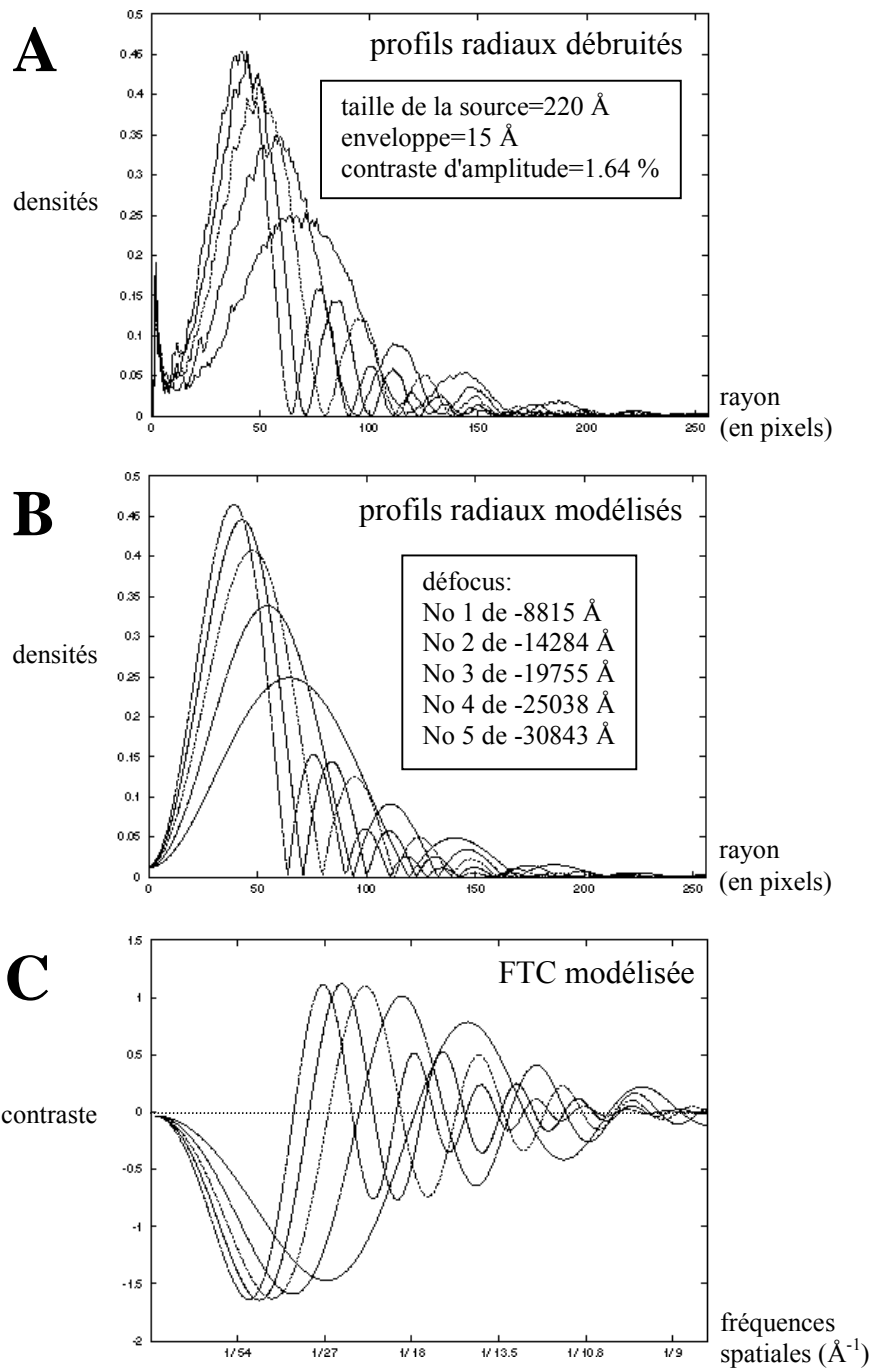 A
profils radiaux débruités
taille de la source=220 Å
enveloppe=15 Å
contraste d'amplitude=1.64 %
densités
0.5
0.45
0.4
0.35
0.3
0.25
0.2
0.15
0.1
0.05
0
0
50
100
150
200
250
rayon
(en pixels)
B
profils radiaux modélisés
défocus:
No 1 de -8815 Å
No 2 de -14284 Å
No 3 de -19755 Å
No 4 de -25038 Å
No 5 de -30843 Å
densités
0.5
0.45
0.4
0.35
0.3
0.25
0.2
0.15
0.1
0.05
0
0
50
100
150
200
250
rayon
(en pixels)
C
FTC modélisée
contraste
1.5
1
0.5
0
-0.5
-1
-1.5
-2
1/ 54
1/ 27
1/ 18
1/ 13.5
1/ 10.8
1/ 9
fréquences
spatiales (Å-1)